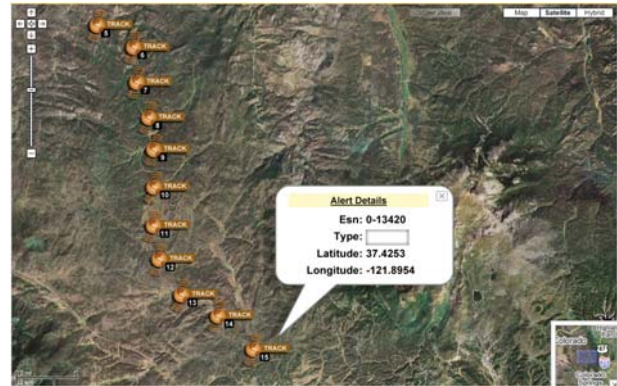 Map Satellite Hybrid
TRACK
5
TRACK
6
TRACK
7
TRACK
8
TRACK
9
TRACK
10
TRACK
11
TRACK
12
TRACK
13
TRACK
14
TRACK
15
Alert Details
Esn: 0-13420
Type:
Latitude: 37.4253
Longitude: -121.8954
Colorado
Colorado
Springs